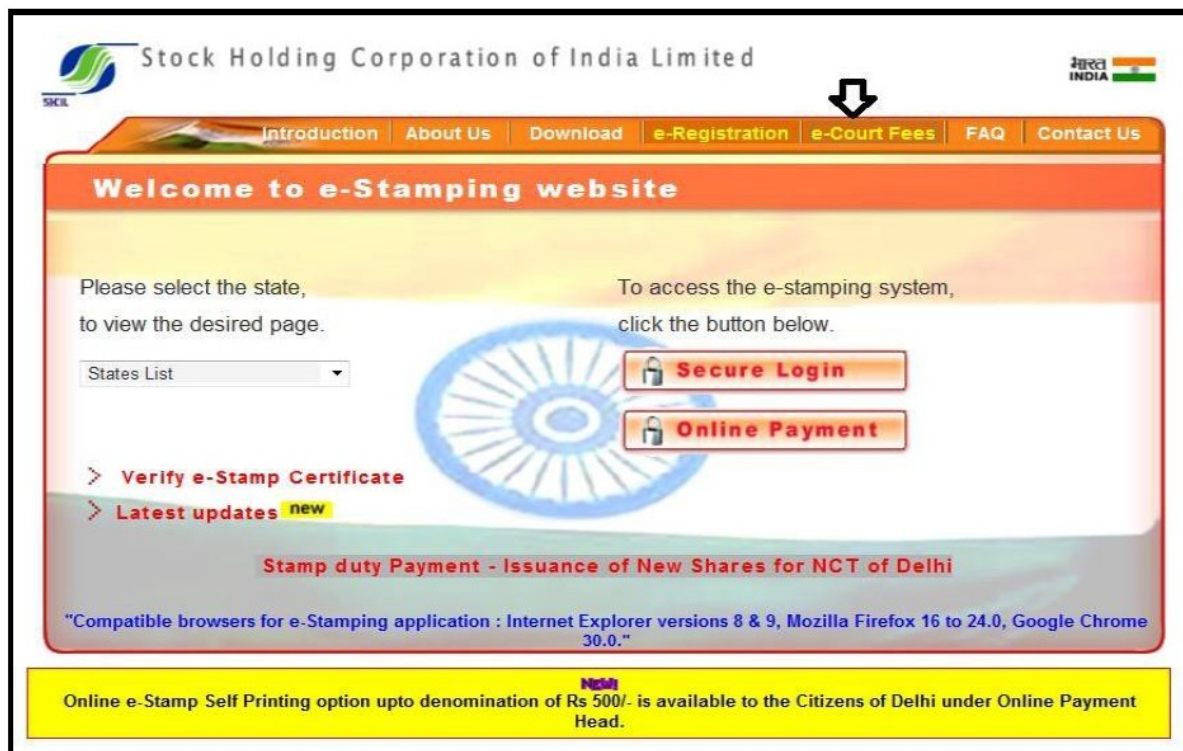 Stock Holding Corporation of India Limited
SHCIL
भारत
INDIA
Introduction About Us Download e-Registration e-Court Fees FAQ Contact Us
Welcome to e-Stamping website
Please select the state,
to view the desired page.
States List
To access the e-stamping system,
click the button below.
Secure Login
Online Payment
Verify e-Stamp Certificate
Latest updates new
Stamp duty Payment - Issuance of New Shares for NCT of Delhi
"Compatible browsers for e-Stamping application : Internet Explorer versions 8 & 9, Mozilla Firefox 16 to 24.0, Google Chrome
30.0."
NEW!
Online e-Stamp Self Printing option upto denomination of Rs 500/- is available to the Citizens of Delhi under Online Payment
Head.